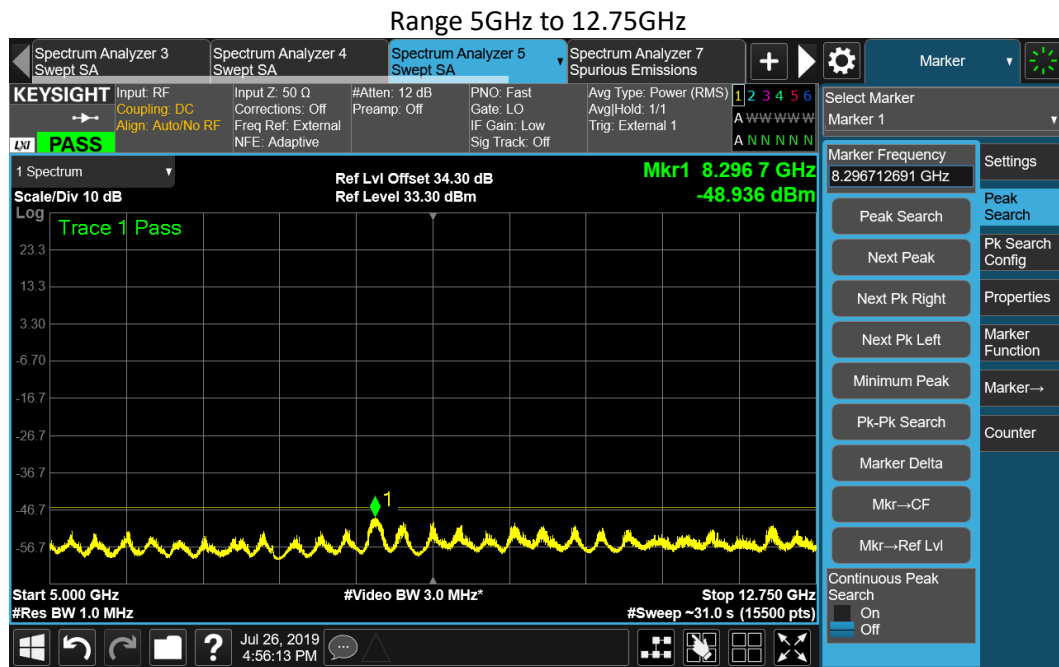 Range 5GHz to 12.75GHz
Spectrum Analyzer 3
Swept SA
Spectrum Analyzer 4
Swept SA
Spectrum Analyzer 5
Swept SA
Spectrum Analyzer 7
Spurious Emissions
Marker
KEYSIGHT
LXI
PASS
Input: RF
Coupling: DC
Align: Auto/No RF
Input Z: 50 Ω
Corrections: Off
Freq Ref: External
NFE: Adaptive
#Atten: 12 dB
Preamp: Off
PNO: Fast
Gate: LO
IF Gain: Low
Sig Track: Off
Avg Type: Power (RMS)
Avg|Hold: 1/1
Trig: External 1
1 2 3 4 5 6
A W W W W W
A N N N N N
Select Marker
Marker 1
1 Spectrum
Scale/Div 10 dB
Ref Lvl Offset 34.30 dB
Ref Level 33.30 dBm
Mkr1 8.296 7 GHz
-48.936 dBm
Log
Trace 1 Pass
23.3
13.3
3.30
-6.70
-16.7
-26.7
-36.7
-46.7
-56.7
1
Start 5.000 GHz
#Res BW 1.0 MHz
#Video BW 3.0 MHz*
Stop 12.750 GHz
#Sweep ~31.0 s (15500 pts)
Marker Frequency
8.296712691 GHz
Peak Search
Next Peak
Next Pk Right
Next Pk Left
Minimum Peak
Pk-Pk Search
Marker Delta
Mkr→CF
Mkr→Ref Lvl
Continuous Peak
Search
On
Off
Settings
Peak
Search
Pk Search
Config
Properties
Marker
Function
Marker→
Counter
?
Jul 26, 2019
4:56:13 PM